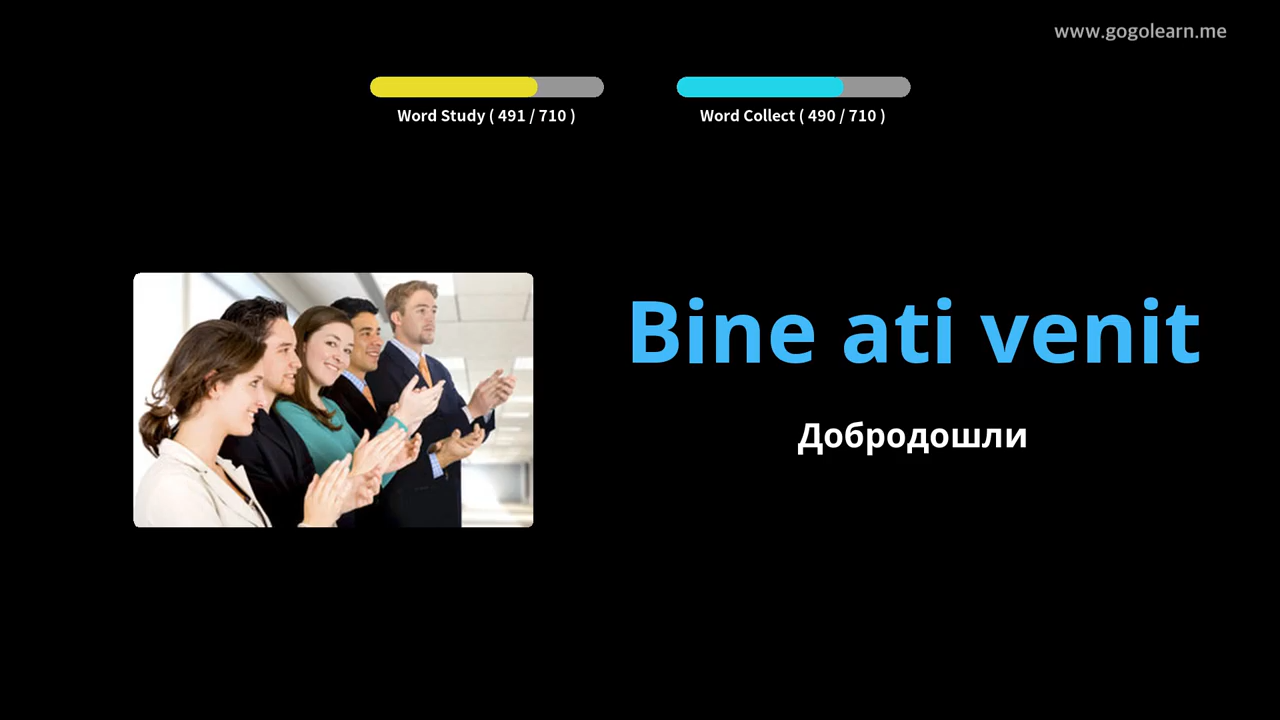 www.gogolearn.me
Word Study ( 491 / 710 )
Word Collect ( 490 / 710 )
Bine ati venit
Добродошли